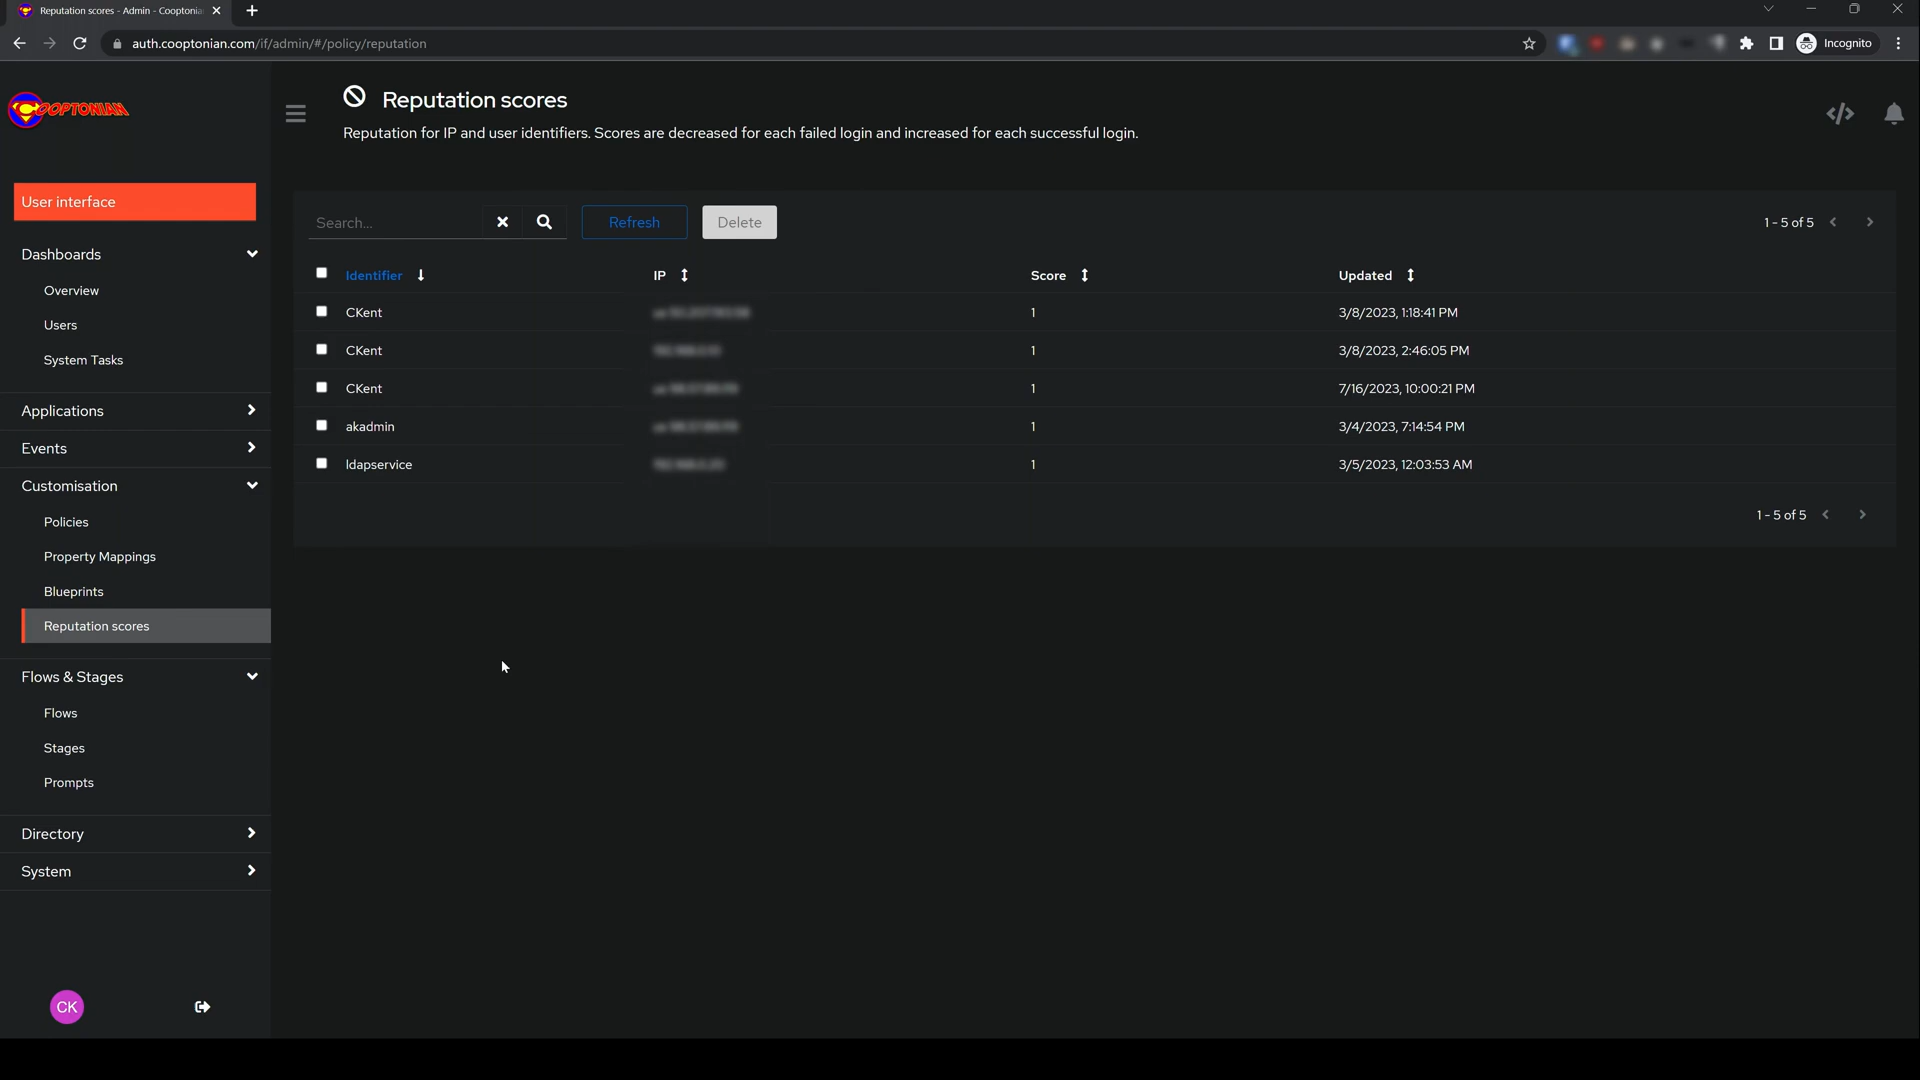 Reputation scores - Admin - Cooptonia
auth.cooptonian.com/if/admin/#/policy/reputation
Incognito
COOPTONIAN
Reputation scores
Reputation for IP and user identifiers. Scores are decreased for each failed login and increased for each successful login.
User interface
Dashboards
Overview
Users
System Tasks
Applications
Events
Customisation
Policies
Property Mappings
Blueprints
Reputation scores
Flows & Stages
Flows
Stages
Prompts
Directory
System
CK
Search...
Refresh
Delete
1 - 5 of 5
Identifier IP Score Updated
CKent 1 3/8/2023, 1:18:41 PM
CKent 1 3/8/2023, 2:46:05 PM
CKent 1 7/16/2023, 10:00:21 PM
akadmin 1 3/4/2023, 7:14:54 PM
ldapservice 1 3/5/2023, 12:03:53 AM
1 - 5 of 5